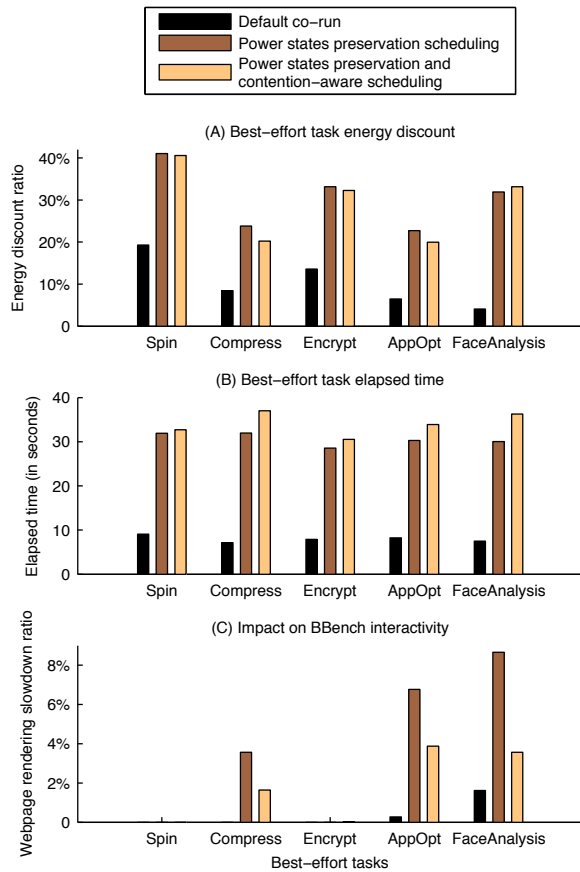 Default co-run
Power states preservation scheduling
Power states preservation and
contention-aware scheduling
(A) Best-effort task energy discount
Energy discount ratio
40%
30%
20%
10%
0
Spin Compress Encrypt AppOpt FaceAnalysis
(B) Best-effort task elapsed time
Elapsed time (in seconds)
40
30
20
10
0
Spin Compress Encrypt AppOpt FaceAnalysis
(C) Impact on BBench interactivity
Webpage rendering slowdown ratio
8%
6%
4%
2%
0
Spin Compress Encrypt AppOpt FaceAnalysis
Best-effort tasks